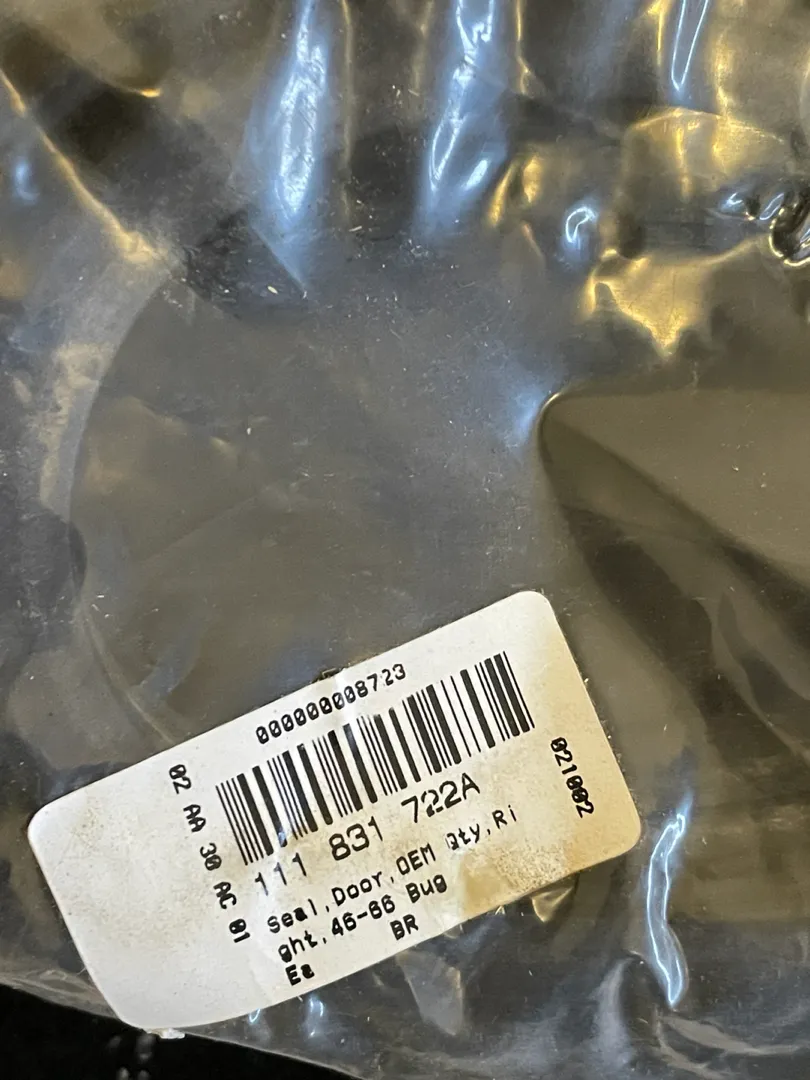 000000008723
02 AA 30 AC 01
021002
111 831 722A
Seal,Door,OEM Qty,Ri
ght,46-66 Bug
Ea BR